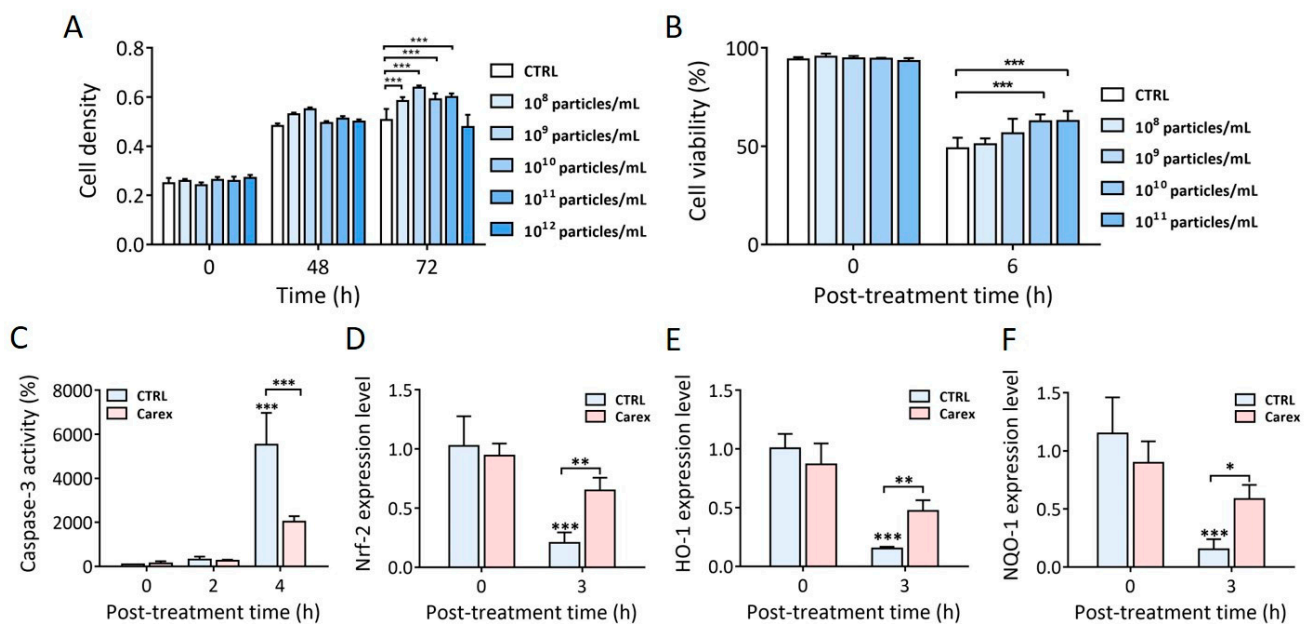 A
Cell density
0.8
0.6
0.4
0.2
0.0
***
***
***
***
0
48
72
Time (h)
CTRL
10⁸ particles/mL
10⁹ particles/mL
10¹⁰ particles/mL
10¹¹ particles/mL
10¹² particles/mL
B
Cell viability (%)
100
50
0
***
***
0
6
Post-treatment time (h)
CTRL
10⁸ particles/mL
10⁹ particles/mL
10¹⁰ particles/mL
10¹¹ particles/mL
C
Caspase-3 activity (%)
8000
6000
4000
2000
0
CTRL
Carex
***
***
0
2
4
Post-treatment time (h)
D
Nrf-2 expression level
1.5
1.0
0.5
0.0
CTRL
Carex
**
***
0
3
Post-treatment time (h)
E
HO-1 expression level
1.5
1.0
0.5
0.0
CTRL
Carex
**
***
0
3
Post-treatment time (h)
F
NQO-1 expression level
1.5
1.0
0.5
0.0
CTRL
Carex
*
***
0
3
Post-treatment time (h)